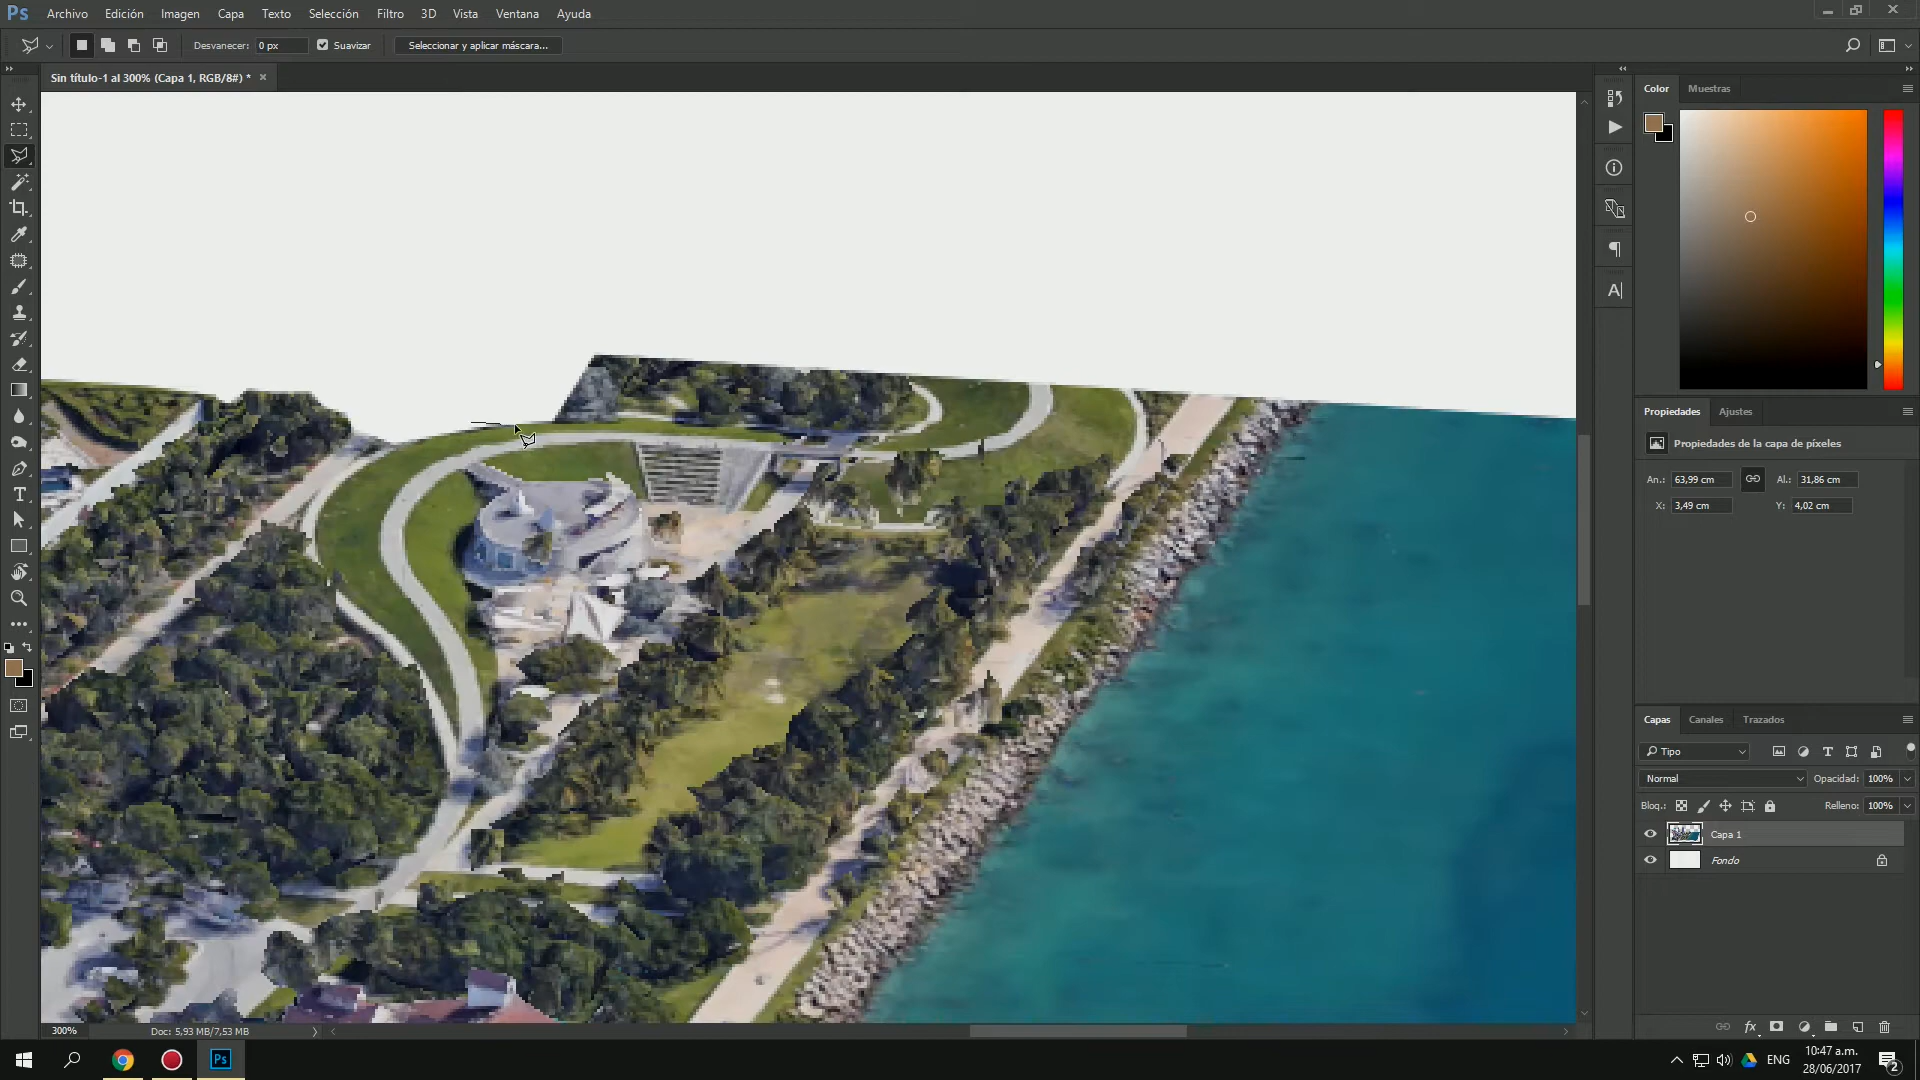 Ps Archivo Edición Imagen Capa Texto Selección Filtro 3D Vista Ventana Ayuda
Desvanecer: 0 px Suavizar Seleccionar y aplicar máscara...
Sin título-1 al 300% (Capa 1, RGB/8#) * ×
Color Muestras
Propiedades Ajustes
Propiedades de la capa de píxeles
An.: 63,99 cm Al.: 31,86 cm
X: 3,49 cm Y: 4,02 cm
Capas Canales Trazados
Tipo
Normal Opacidad: 100%
Bloq.: Relleno: 100%
Capa 1
Fondo
fx
300% Doc: 5,93 MB/7,53 MB
Ps ENG 10:47 a.m.
28/06/2017
2